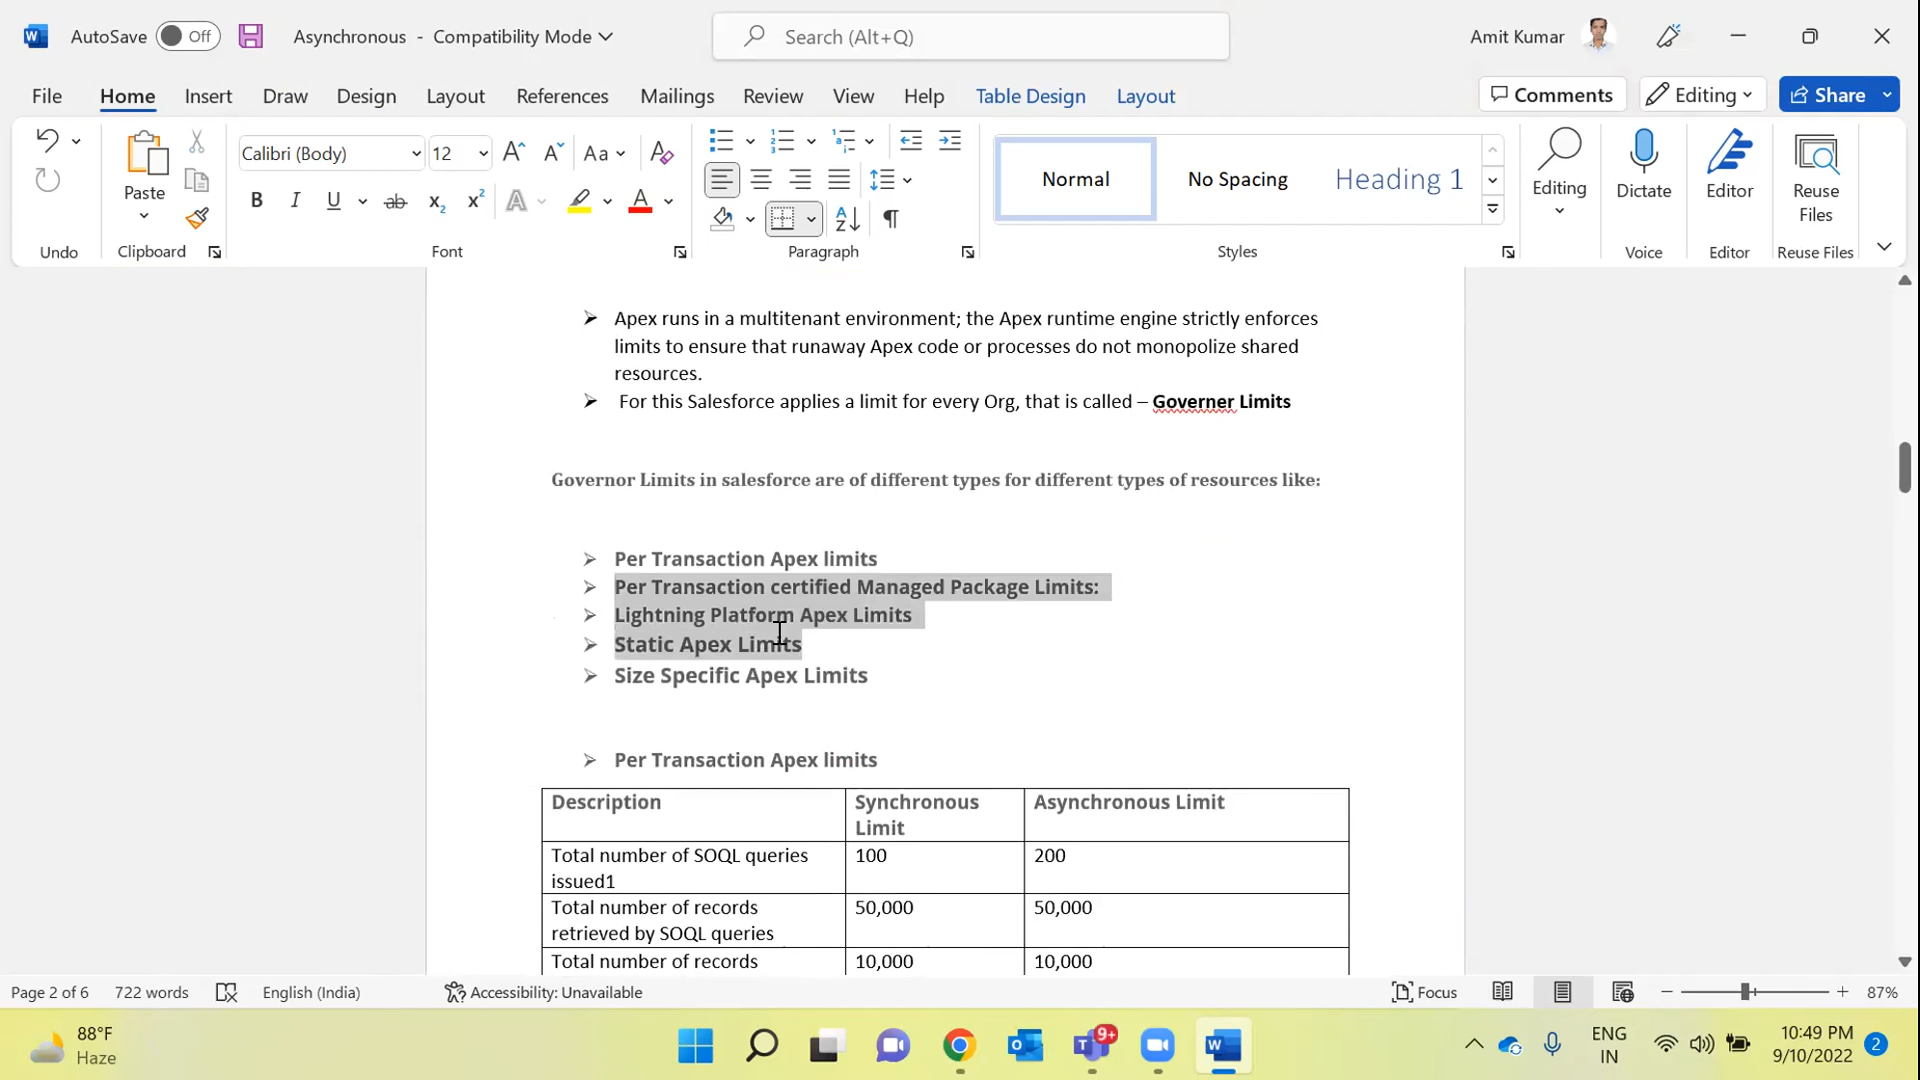 AutoSave Off Asynchronous - Compatibility Mode Search (Alt+Q) Amit Kumar
File Home Insert Draw Design Layout References Mailings Review View Help Table Design Layout Comments Editing Share
Calibri (Body) 12
Paste
Normal No Spacing Heading 1
Editing Dictate Editor Reuse Files
Undo Clipboard Font Paragraph Styles Voice Editor Reuse Files
Apex runs in a multitenant environment; the Apex runtime engine strictly enforces
limits to ensure that runaway Apex code or processes do not monopolize shared
resources.
For this Salesforce applies a limit for every Org, that is called – Governer Limits
Governor Limits in salesforce are of different types for different types of resources like:
Per Transaction Apex limits
Per Transaction certified Managed Package Limits:
Lightning Platform Apex Limits
Static Apex Limits
Size Specific Apex Limits
Per Transaction Apex limits
Description Synchronous Limit Asynchronous Limit
Total number of SOQL queries issued1 100 200
Total number of records retrieved by SOQL queries 50,000 50,000
Total number of records 10,000 10,000
Page 2 of 6 722 words English (India) Accessibility: Unavailable Focus 87%
88°F
Haze
9+
ENG
IN
10:49 PM
9/10/2022
2